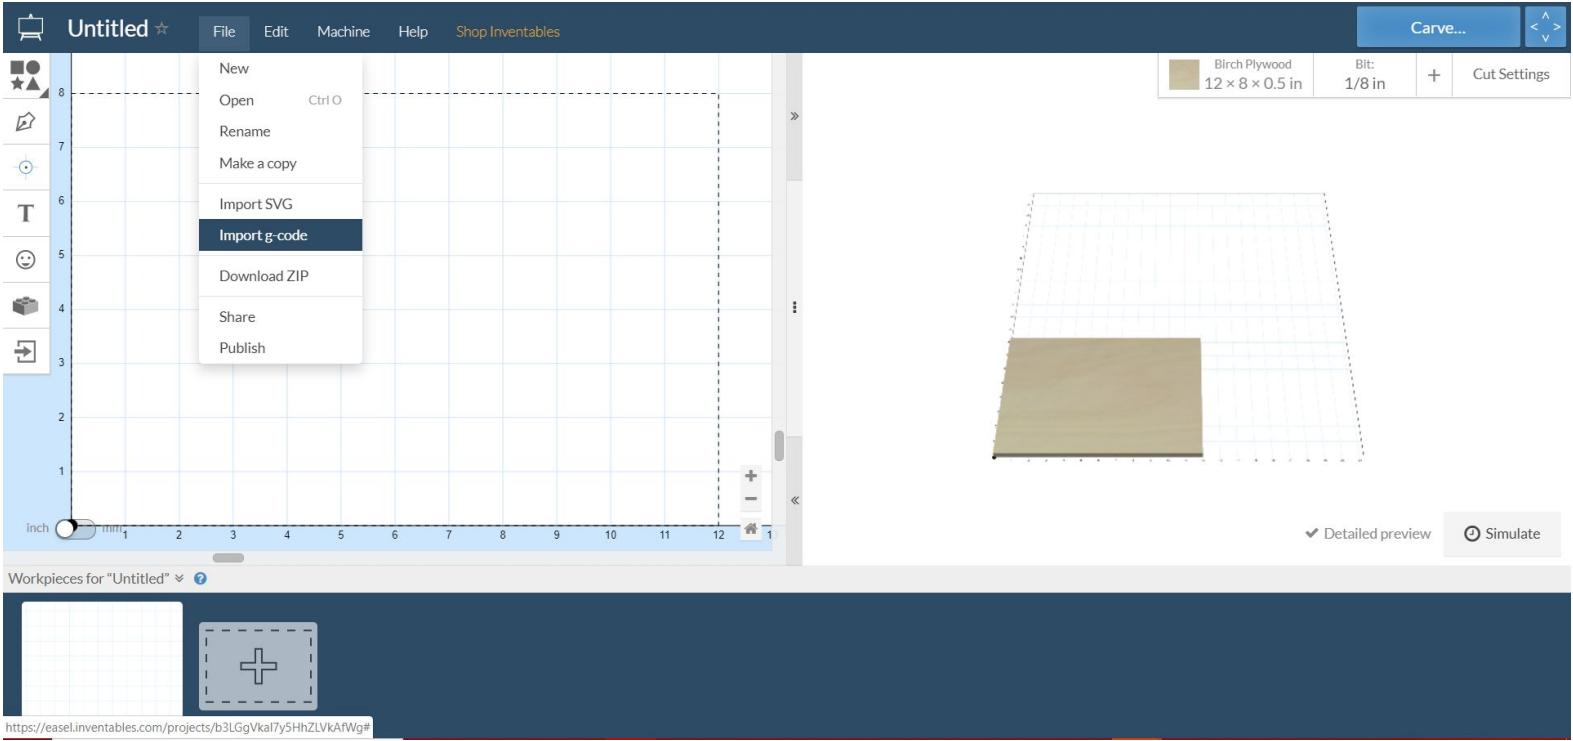 Untitled ☆ File Edit Machine Help Shop Inventables Carve...
New
Open Ctrl O
Rename
Make a copy
Import SVG
Import g-code
Download ZIP
Share
Publish
T
8
7
6
5
4
3
2
1
inch mm
1 2 3 4 5 6 7 8 9 10 11 12 1
Birch Plywood
12 × 8 × 0.5 in
Bit:
1/8 in
+
Cut Settings
Detailed preview
Simulate
Workpieces for "Untitled" ?
https://easel.inventables.com/projects/b3LGgVkaI7y5HhZLVkAfWg#